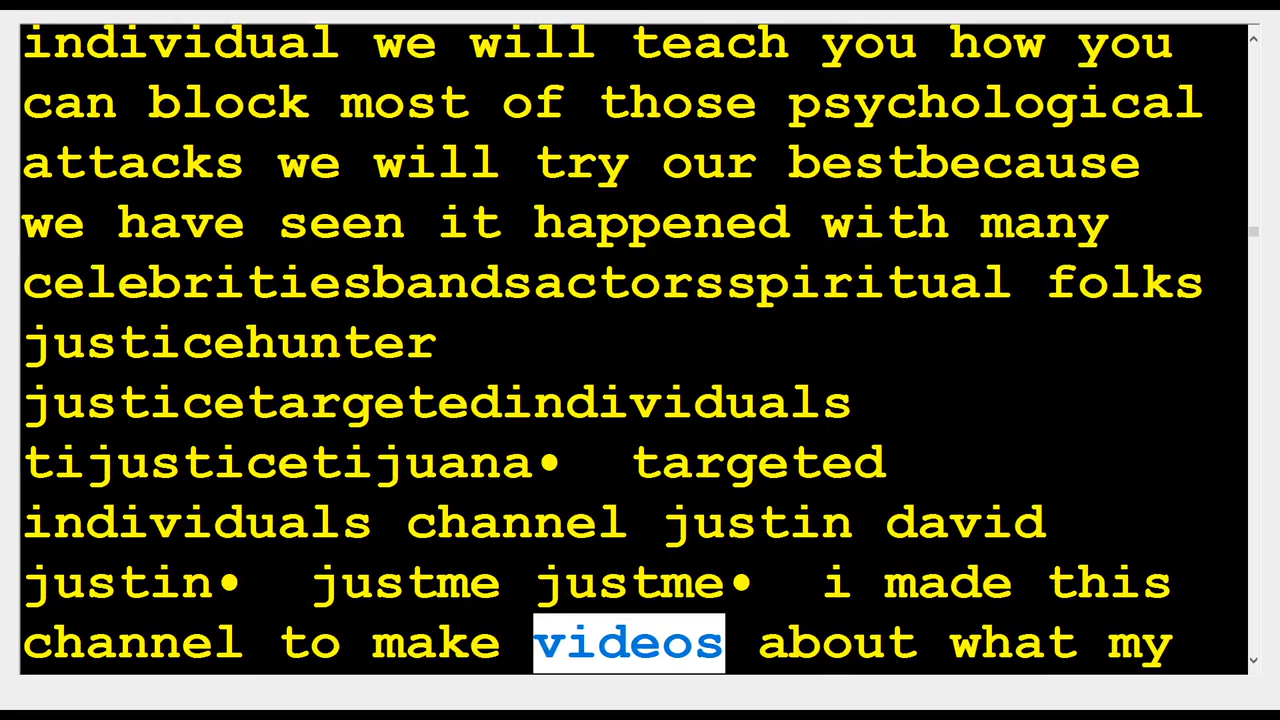 individual we will teach you how you
can block most of those psychological
attacks we will try our bestbecause
we have seen it happened with many
celebritiesbandsactorsspiritual folks
justicehunter
justicetargetedindividuals
tijusticetijuana•  targeted
individuals channel justin david
justin•  justme justme•  i made this
channel to make videos about what my